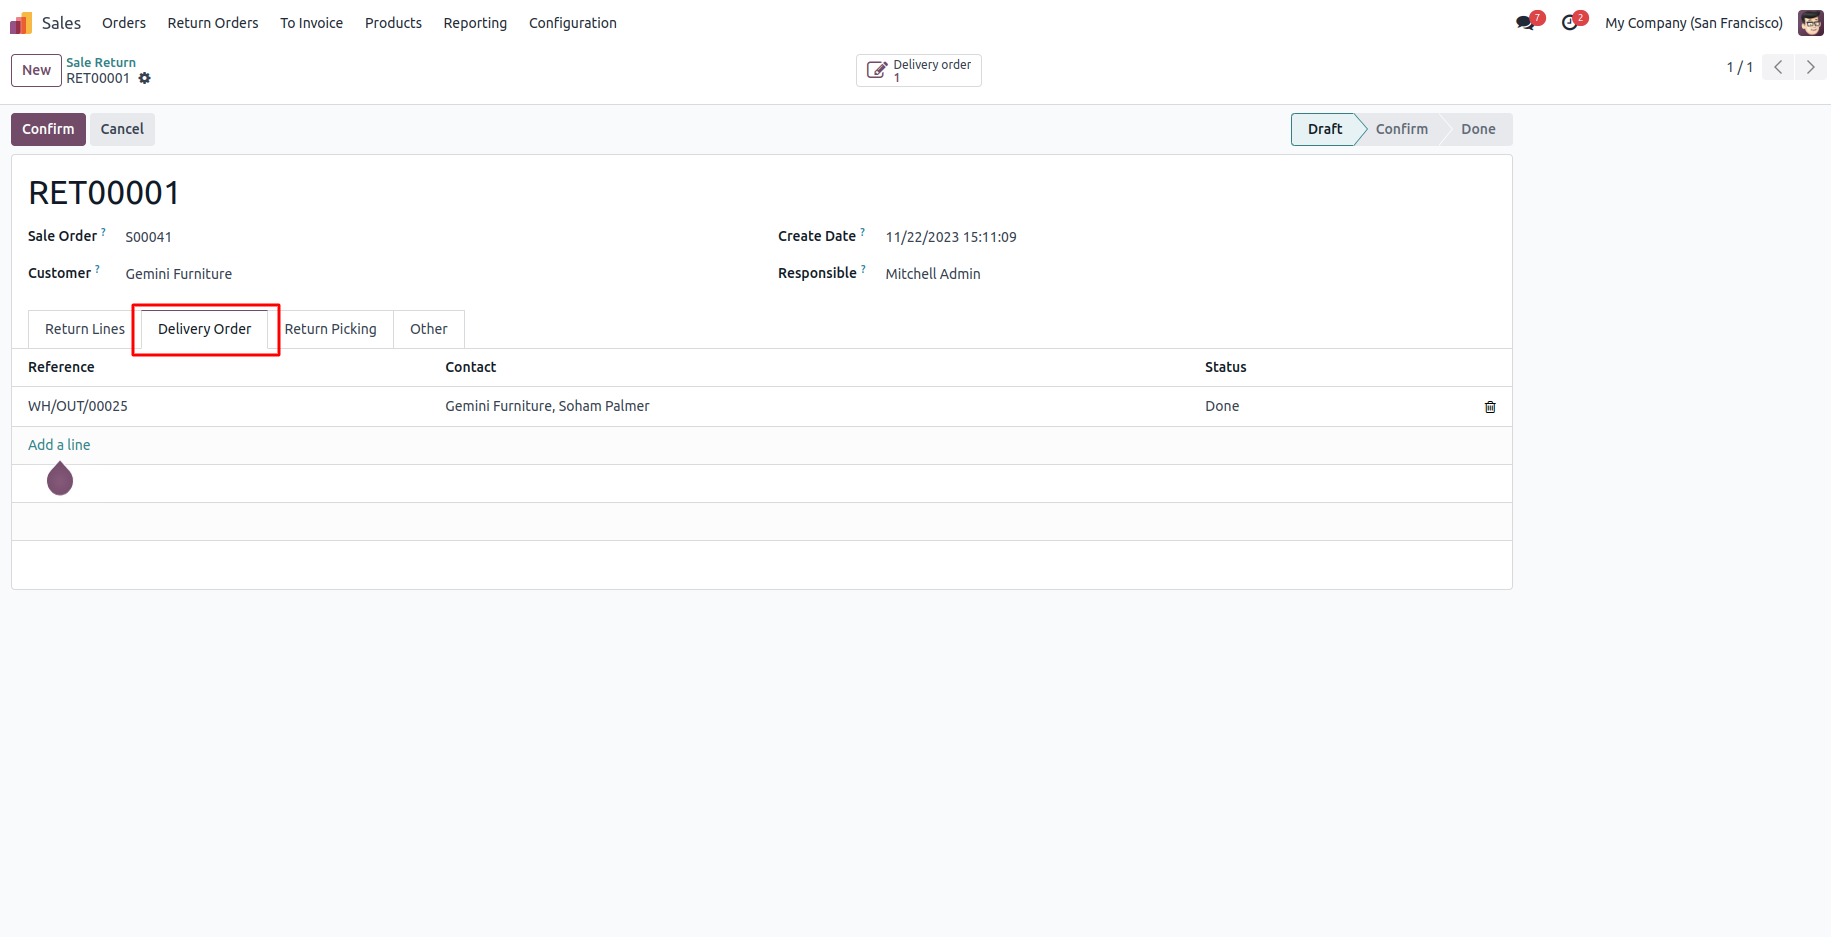 Sales Orders Return Orders To Invoice Products Reporting Configuration 7 2 My Company (San Francisco)
New Sale Return
RET00001
Delivery order
1
1 / 1
Confirm Cancel Draft Confirm Done
RET00001
Sale Order ? S00041 Create Date ? 11/22/2023 15:11:09
Customer ? Gemini Furniture Responsible ? Mitchell Admin
Return Lines Delivery Order Return Picking Other
Reference Contact Status
WH/OUT/00025 Gemini Furniture, Soham Palmer Done
Add a line